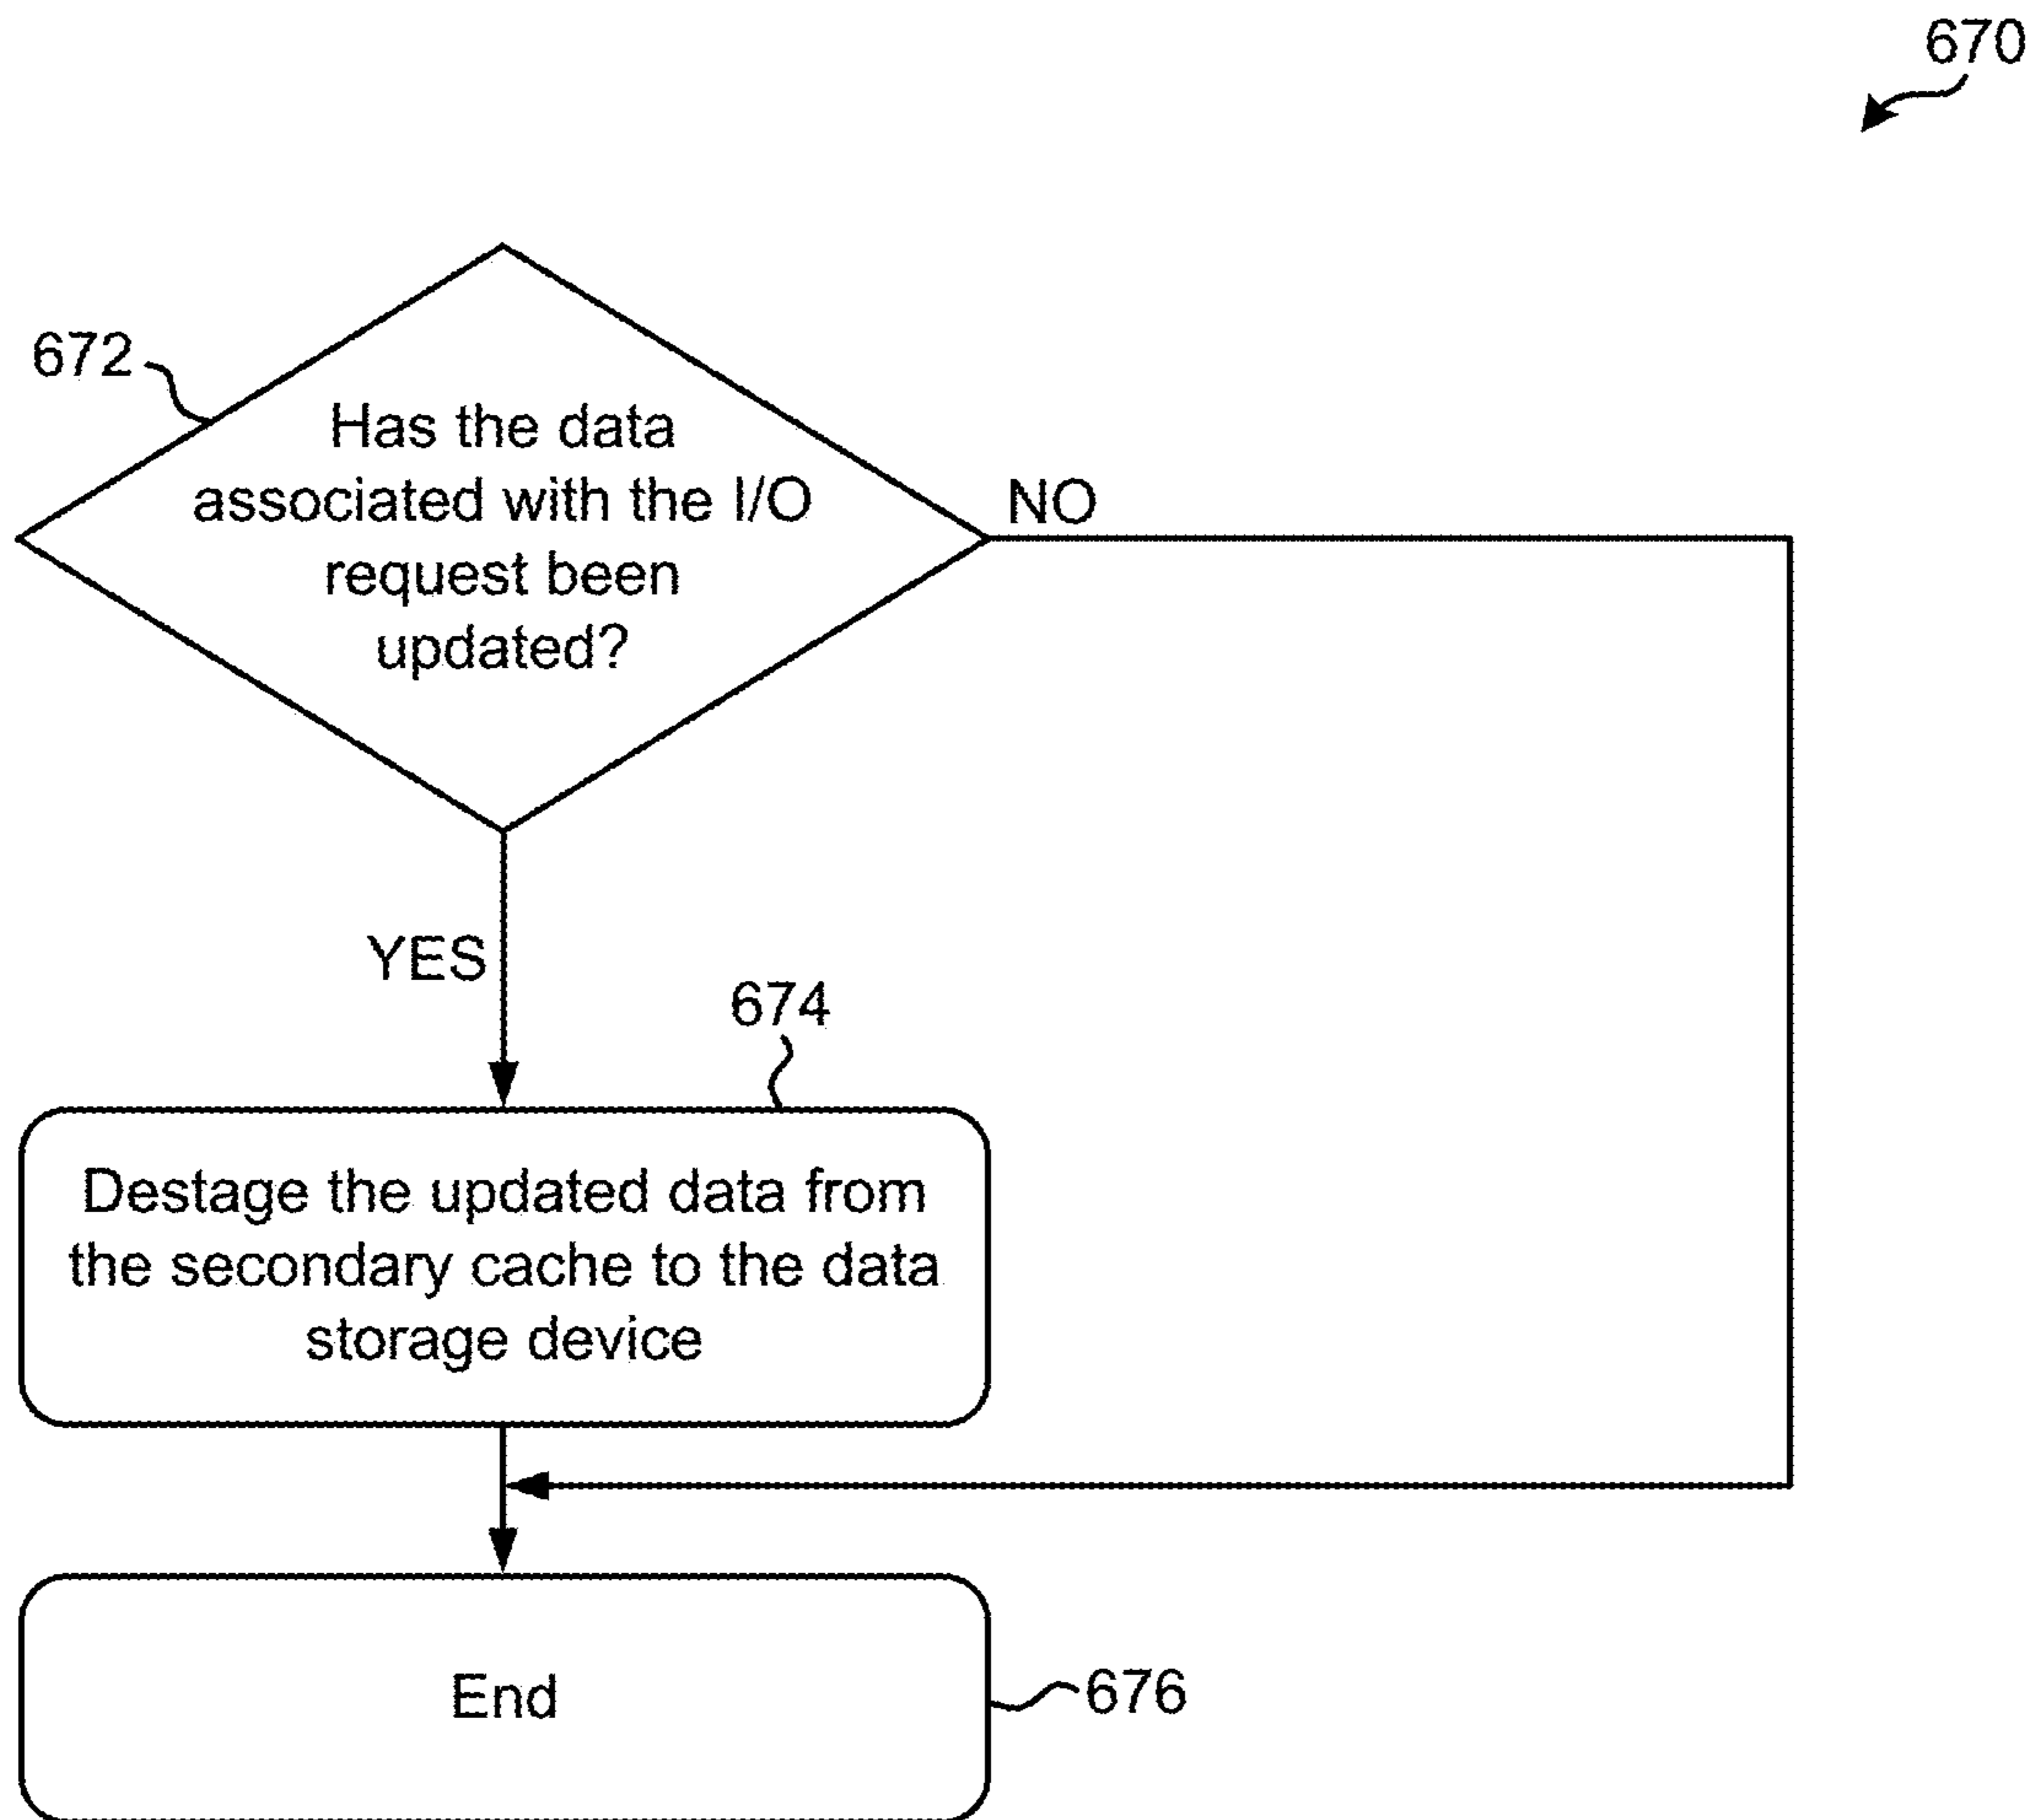 670
672
Has the data
associated with the I/O
request been
updated?
NO
YES
674
Destage the updated data from
the secondary cache to the data
storage device
End
676